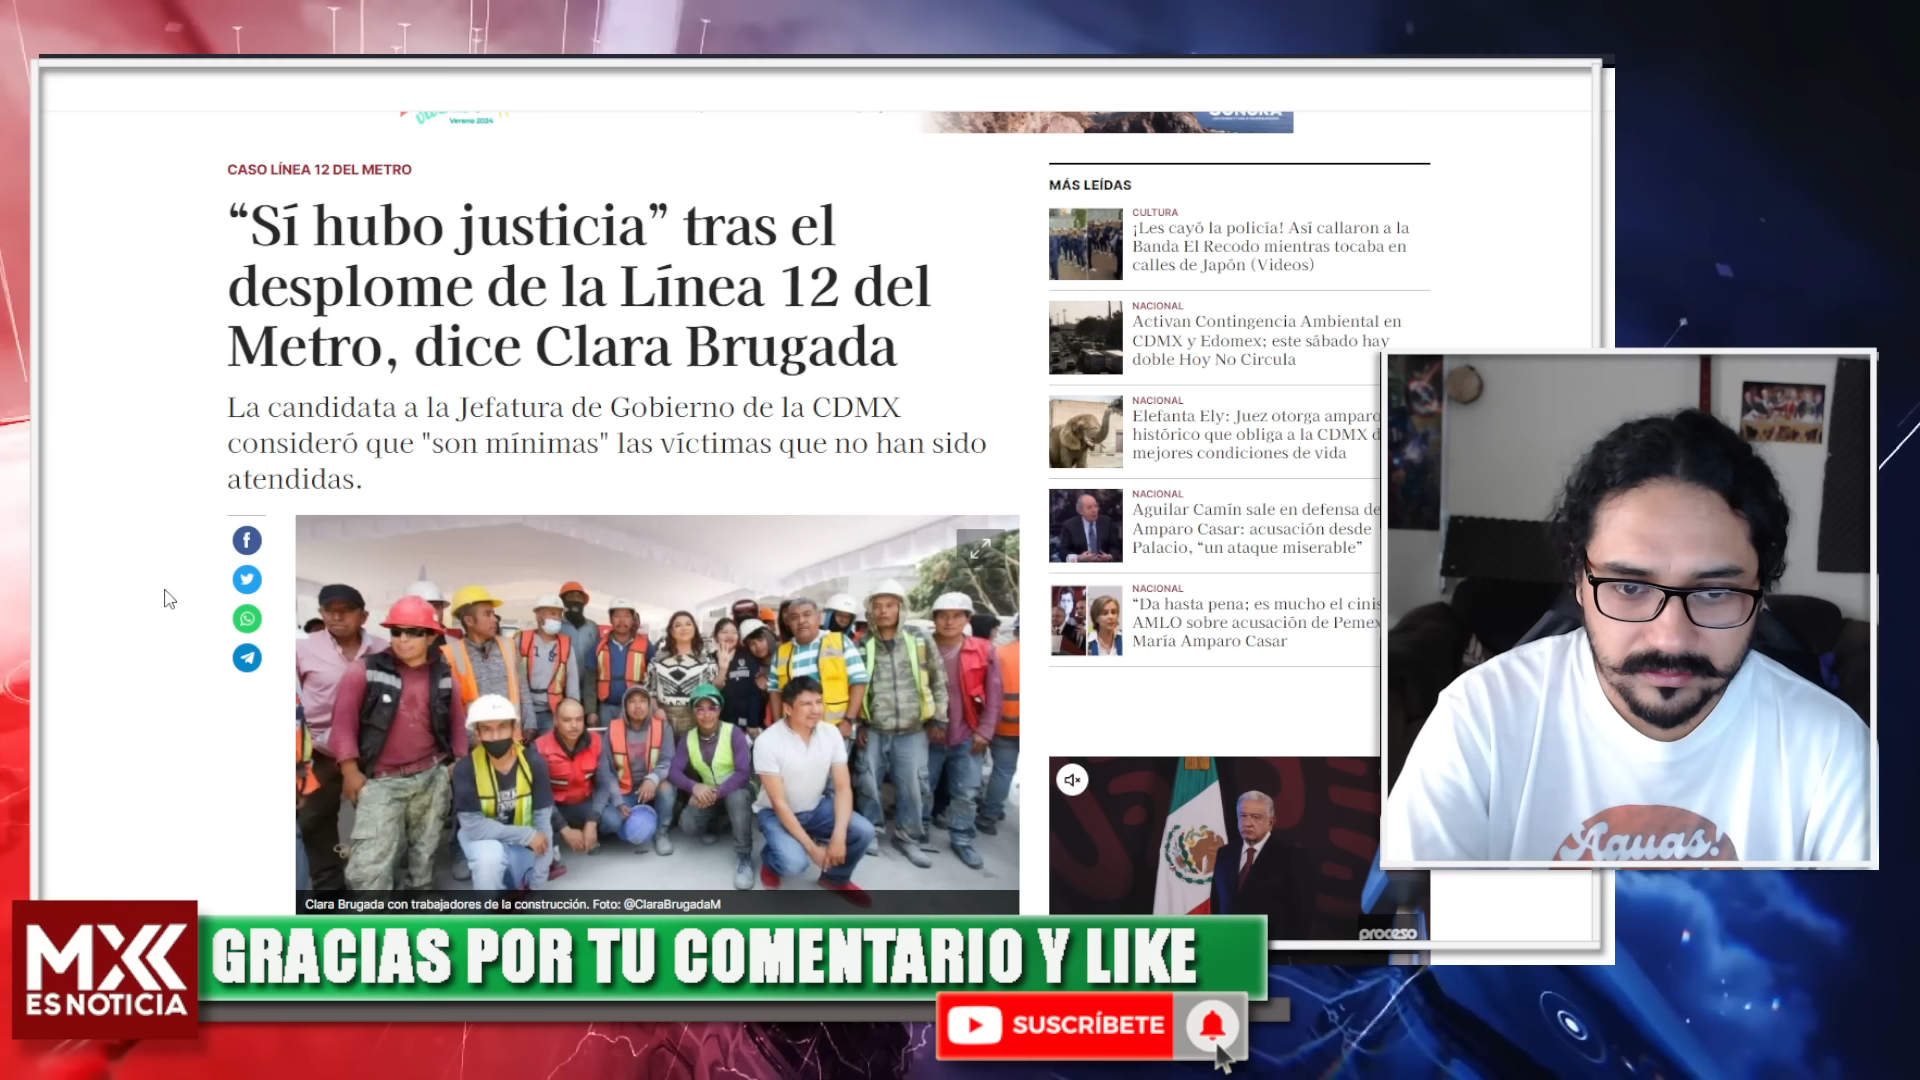 Verano 2024
SONORA
CASO LÍNEA 12 DEL METRO
“Sí hubo justicia” tras el
desplome de la Línea 12 del
Metro, dice Clara Brugada
La candidata a la Jefatura de Gobierno de la CDMX
consideró que "son mínimas" las víctimas que no han sido
atendidas.
Clara Brugada con trabajadores de la construcción. Foto: @ClaraBrugadaM
MÁS LEÍDAS
CULTURA
¡Les cayó la policía! Así callaron a la
Banda El Recodo mientras tocaba en
calles de Japón (Videos)
NACIONAL
Activan Contingencia Ambiental en
CDMX y Edomex; este sábado hay
doble Hoy No Circula
NACIONAL
Elefanta Ely: Juez otorga amparo
histórico que obliga a la CDMX d
mejores condiciones de vida
NACIONAL
Aguilar Camín sale en defensa de
Amparo Casar: acusación desde
Palacio, “un ataque miserable”
NACIONAL
“Da hasta pena; es mucho el cinis
AMLO sobre acusación de Pemex
María Amparo Casar
proceso
Aguas!
MX
ES NOTICIA
GRACIAS POR TU COMENTARIO Y LIKE
SUSCRÍBETE